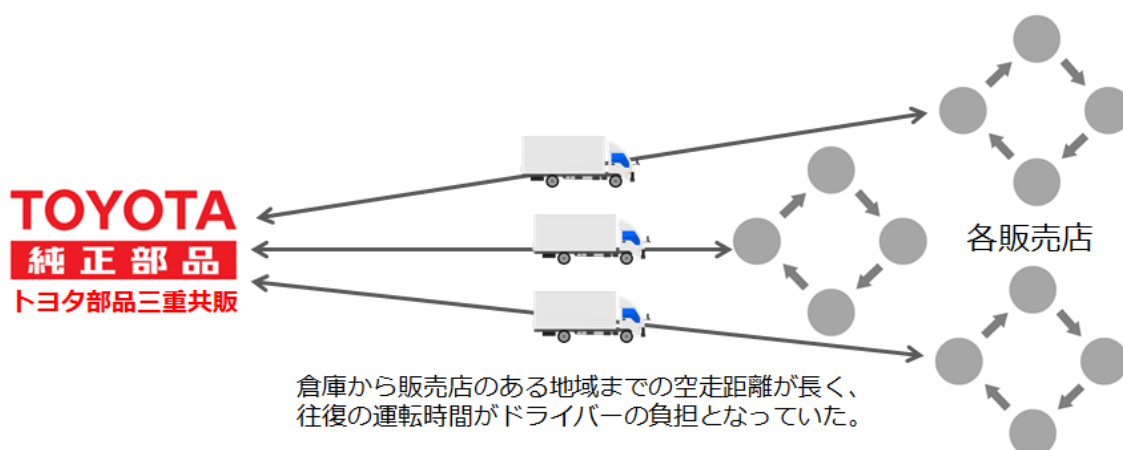 TOYOTA
純正部品
トヨタ部品三重共販
各販売店
倉庫から販売店のある地域までの空走距離が長く、
往復の運転時間がドライバーの負担となっていた。